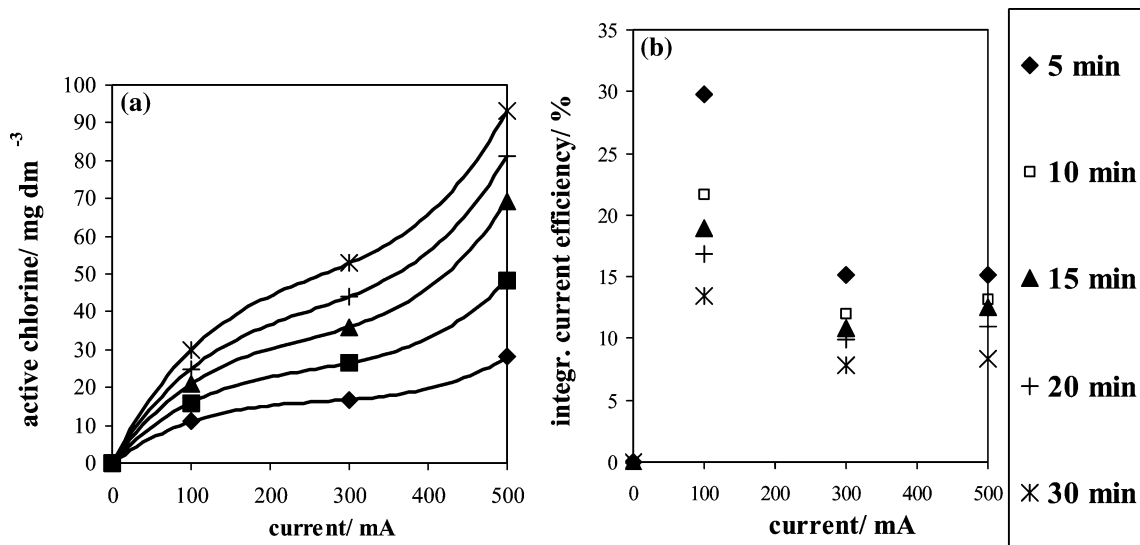 (a)
active chlorine/ mg dm -3
100
90
80
70
60
50
40
30
20
10
0
0 100 200 300 400 500
current/ mA
(b)
integr. current efficiency/ %
35
30
25
20
15
10
5
0
0 100 200 300 400 500
current/ mA
5 min
10 min
15 min
20 min
30 min